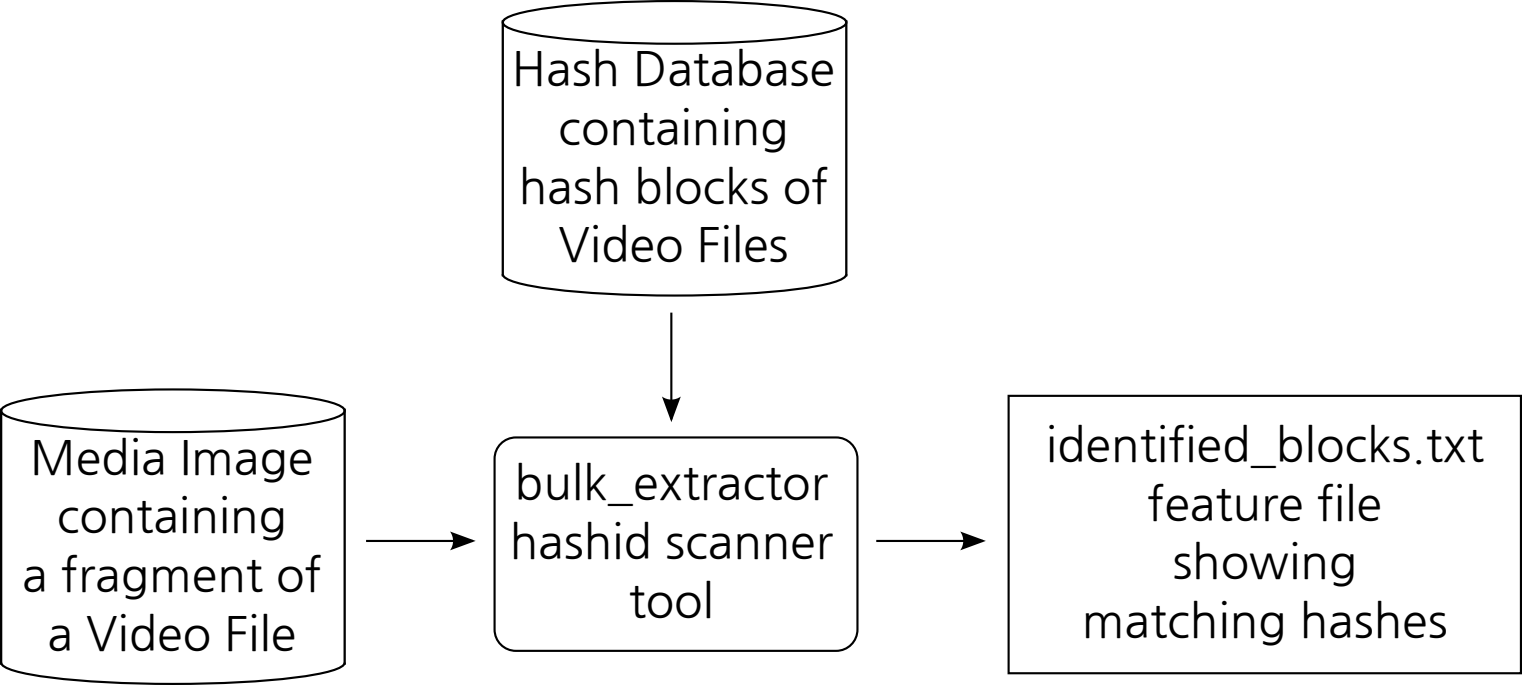 Hash Database
containing
hash blocks of
Video Files
Media Image
containing
a fragment of
a Video File
bulk_extractor
hashid scanner
tool
identified_blocks.txt
feature file
showing
matching hashes